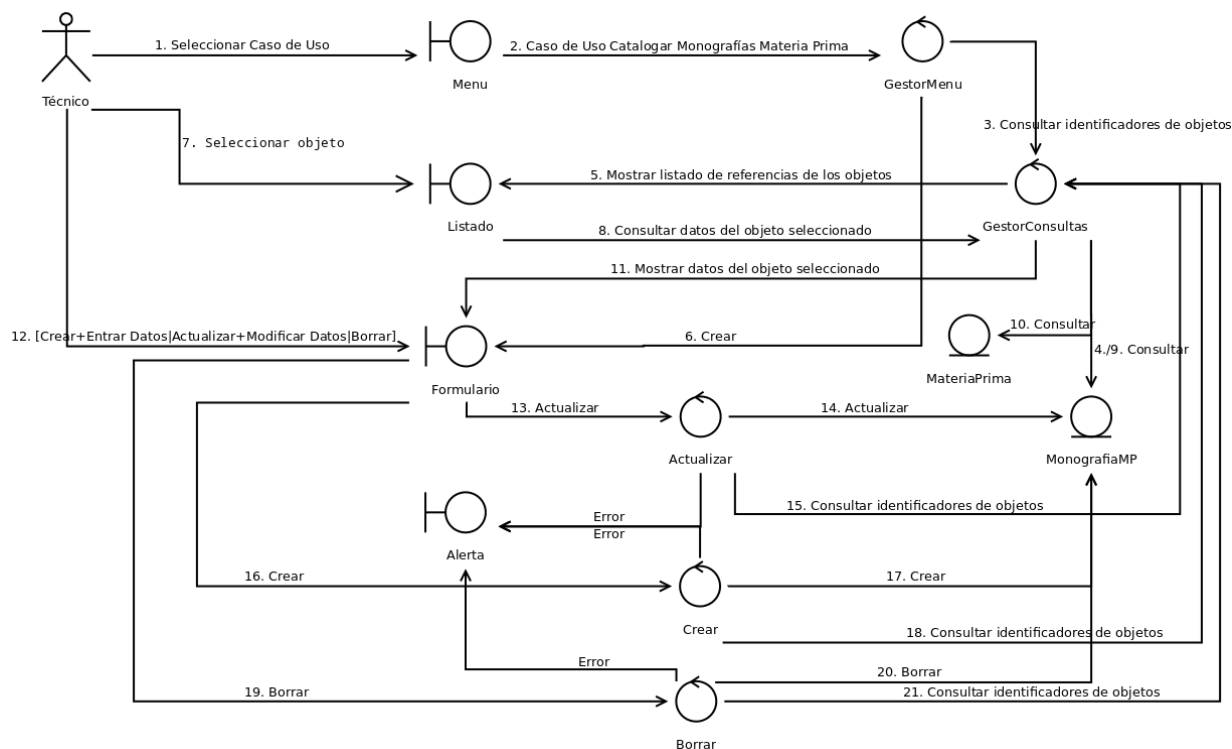 1. Seleccionar Caso de Uso
2. Caso de Uso Catalogar Monografías Materia Prima
Menu
GestorMenu
Técnico
3. Consultar identificadores de objetos
7. Seleccionar objeto
5. Mostrar listado de referencias de los objetos
Listado
GestorConsultas
8. Consultar datos del objeto seleccionado
11. Mostrar datos del objeto seleccionado
10. Consultar
12. [Crear+Entrar Datos|Actualizar+Modificar Datos|Borrar]
6. Crear
4./9. Consultar
MateriaPrima
Formulario
13. Actualizar
14. Actualizar
Actualizar
MonografiaMP
15. Consultar identificadores de objetos
Error
Error
Alerta
16. Crear
17. Crear
Crear
18. Consultar identificadores de objetos
Error
20. Borrar
19. Borrar
21. Consultar identificadores de objetos
Borrar